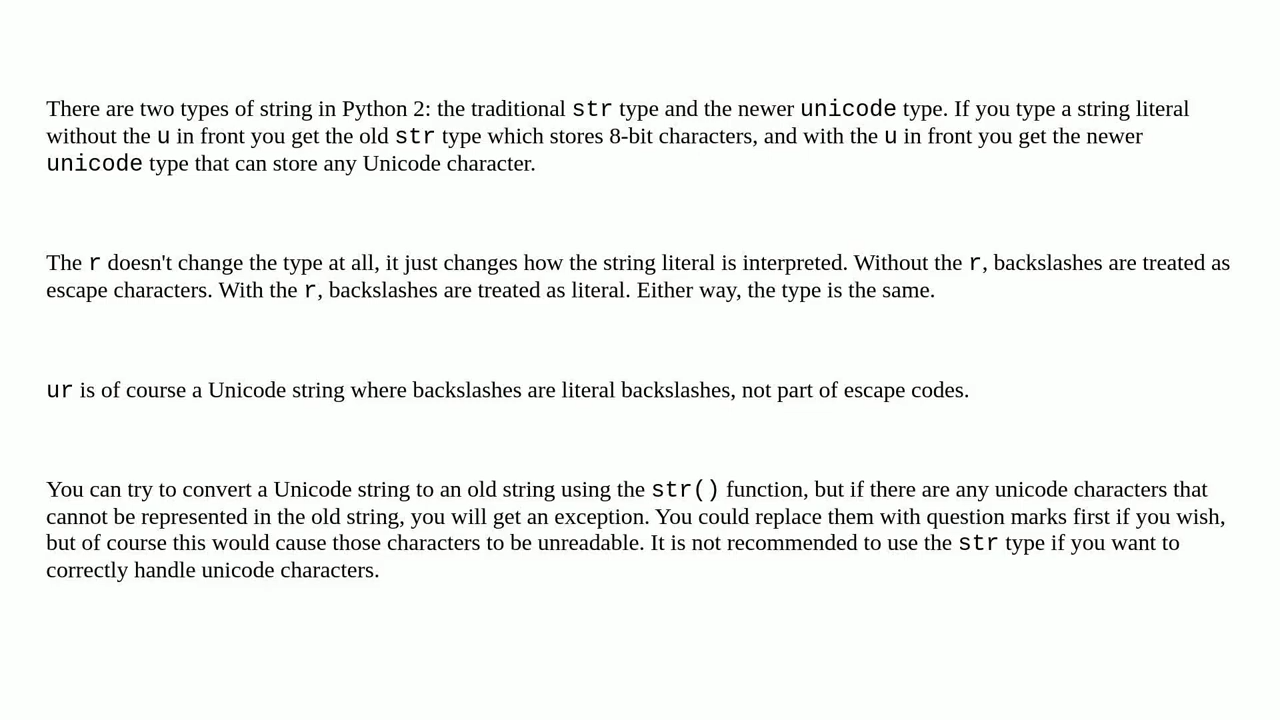 There are two types of string in Python 2: the traditional str type and the newer unicode type. If you type a string literal
without the u in front you get the old str type which stores 8-bit characters, and with the u in front you get the newer
unicode type that can store any Unicode character.
The r doesn't change the type at all, it just changes how the string literal is interpreted. Without the r, backslashes are treated as
escape characters. With the r, backslashes are treated as literal. Either way, the type is the same.
ur is of course a Unicode string where backslashes are literal backslashes, not part of escape codes.
You can try to convert a Unicode string to an old string using the str() function, but if there are any unicode characters that
cannot be represented in the old string, you will get an exception. You could replace them with question marks first if you wish,
but of course this would cause those characters to be unreadable. It is not recommended to use the str type if you want to
correctly handle unicode characters.